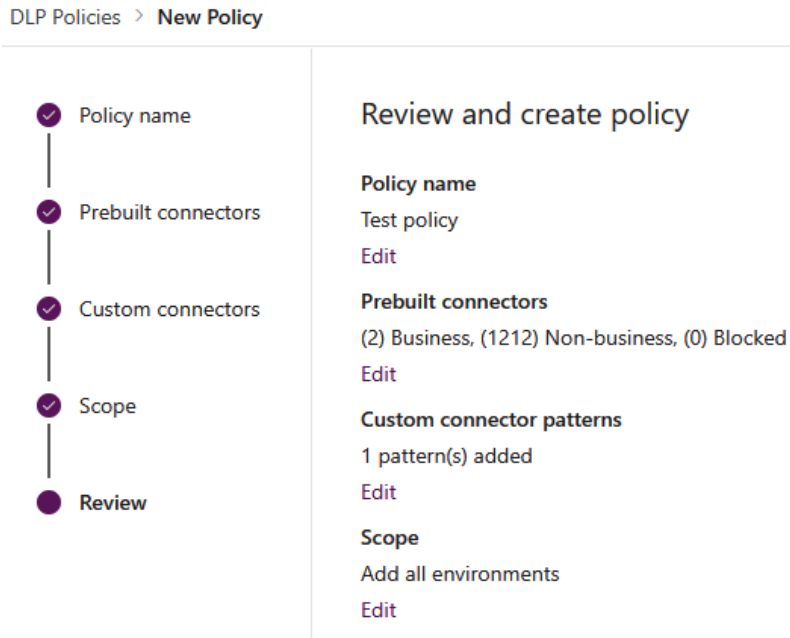 DLP Policies > New Policy
Policy name
Prebuilt connectors
Custom connectors
Scope
Review
Review and create policy
Policy name
Test policy
Edit
Prebuilt connectors
(2) Business, (1212) Non-business, (0) Blocked
Edit
Custom connector patterns
1 pattern(s) added
Edit
Scope
Add all environments
Edit